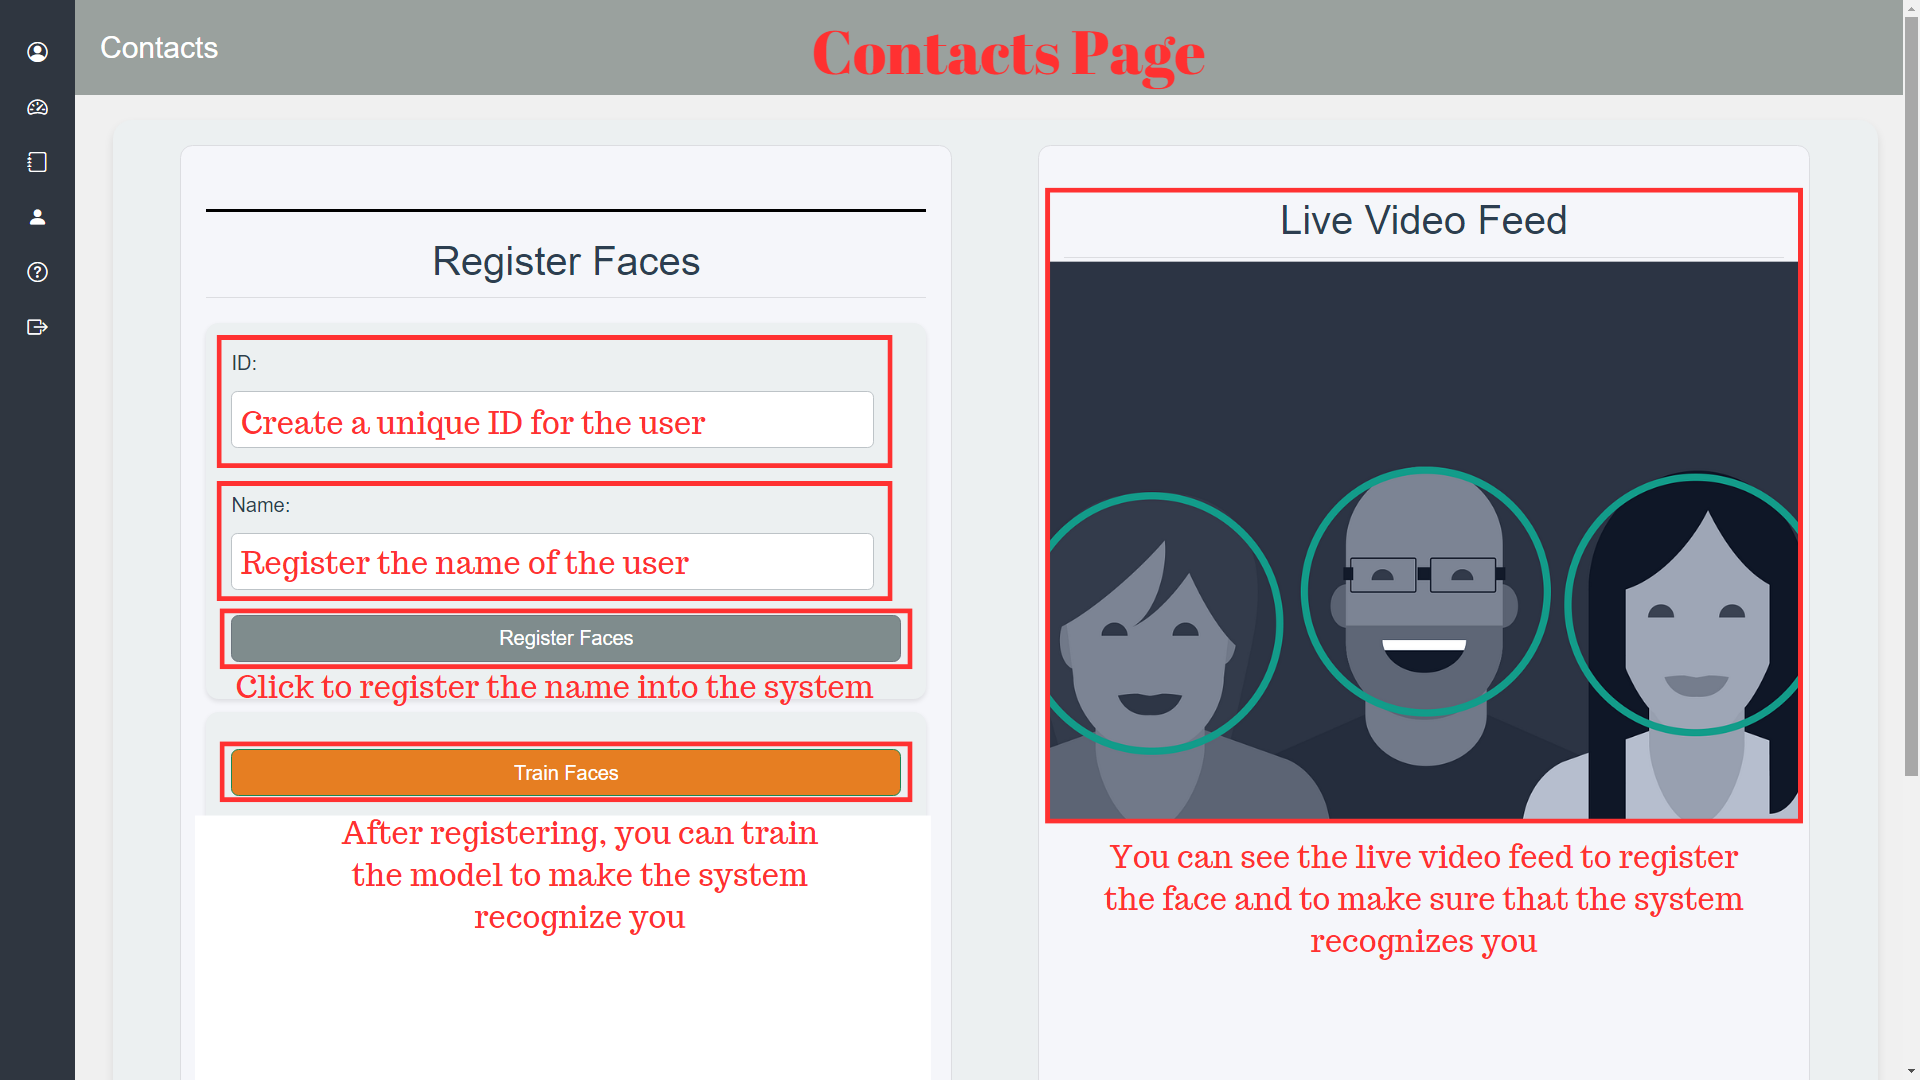 Contacts
Contacts Page
Register Faces
ID:
Create a unique ID for the user
Name:
Register the name of the user
Register Faces
Click to register the name into the system
Train Faces
After registering, you can train
the model to make the system
recognize you
Live Video Feed
You can see the live video feed to register
the face and to make sure that the system
recognizes you